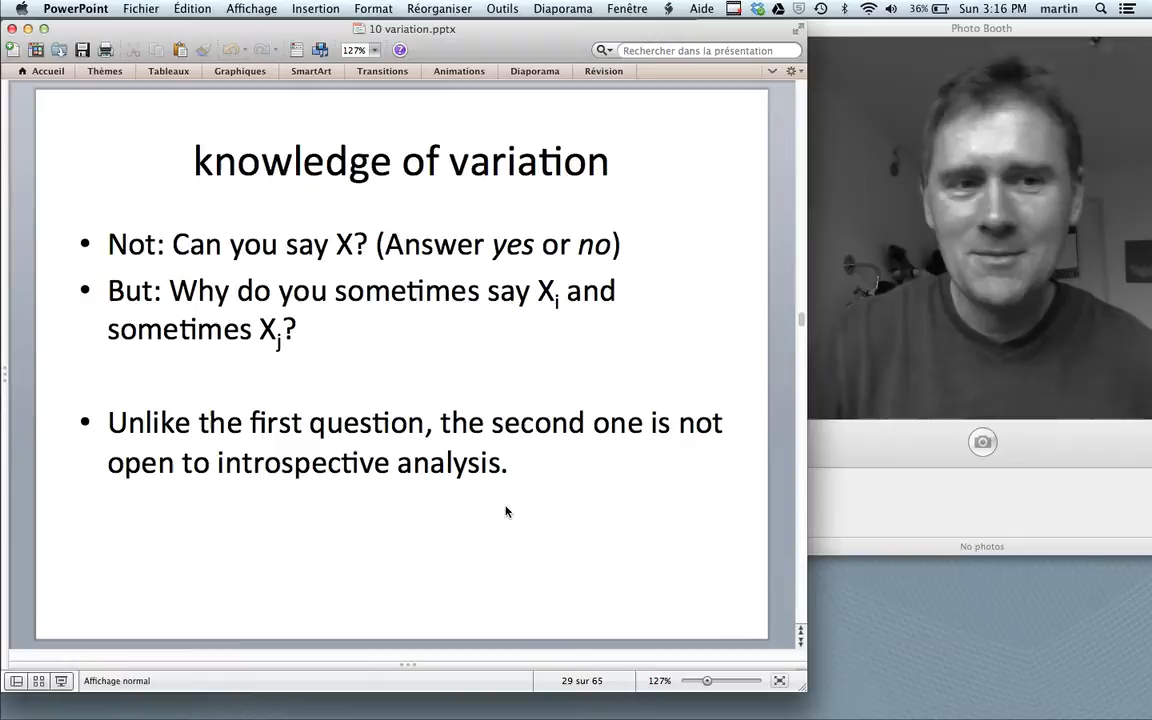 PowerPoint Fichier Édition Affichage Insertion Format Réorganiser Outils Diaporama Fenêtre Aide 36% Sun 3:16 PM martin
10 variation.pptx
Photo Booth
127% Rechercher dans la présentation
Accueil Thèmes Tableaux Graphiques SmartArt Transitions Animations Diaporama Révision
knowledge of variation
• Not: Can you say X? (Answer yes or no)
• But: Why do you sometimes say Xi and
sometimes Xj?
• Unlike the first question, the second one is not
open to introspective analysis.
No photos
Affichage normal 29 sur 65 127%